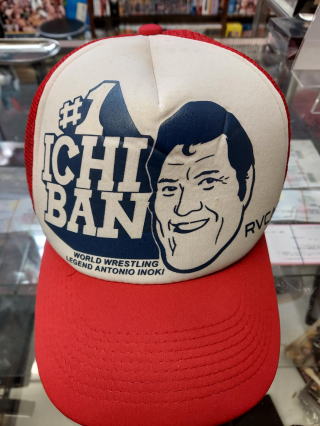 #1
ICHI
BAN
WORLD WRESTLING
LEGEND ANTONIO INOKI
RVCA